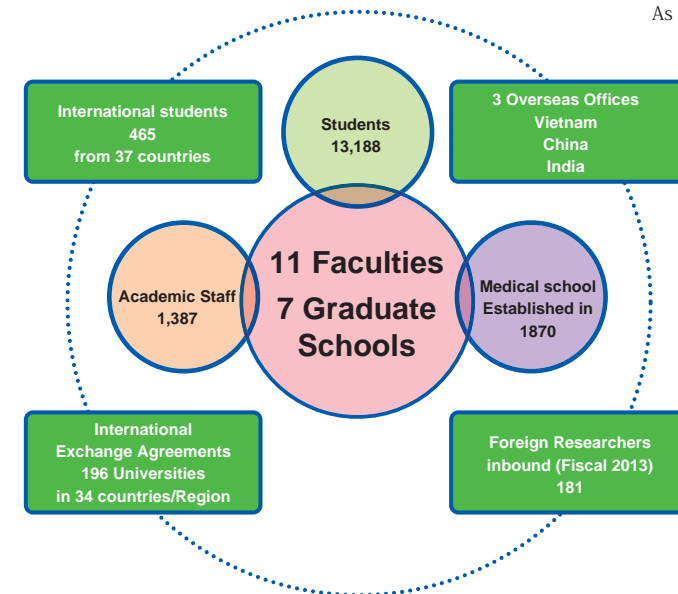 As
International students
465
from 37 countries
Students
13,188
3 Overseas Offices
Vietnam
China
India
Academic Staff
1,387
11 Faculties
7 Graduate
Schools
Medical school
Established in
1870
International
Exchange Agreements
196 Universities
in 34 countries/Region
Foreign Researchers
inbound (Fiscal 2013)
181